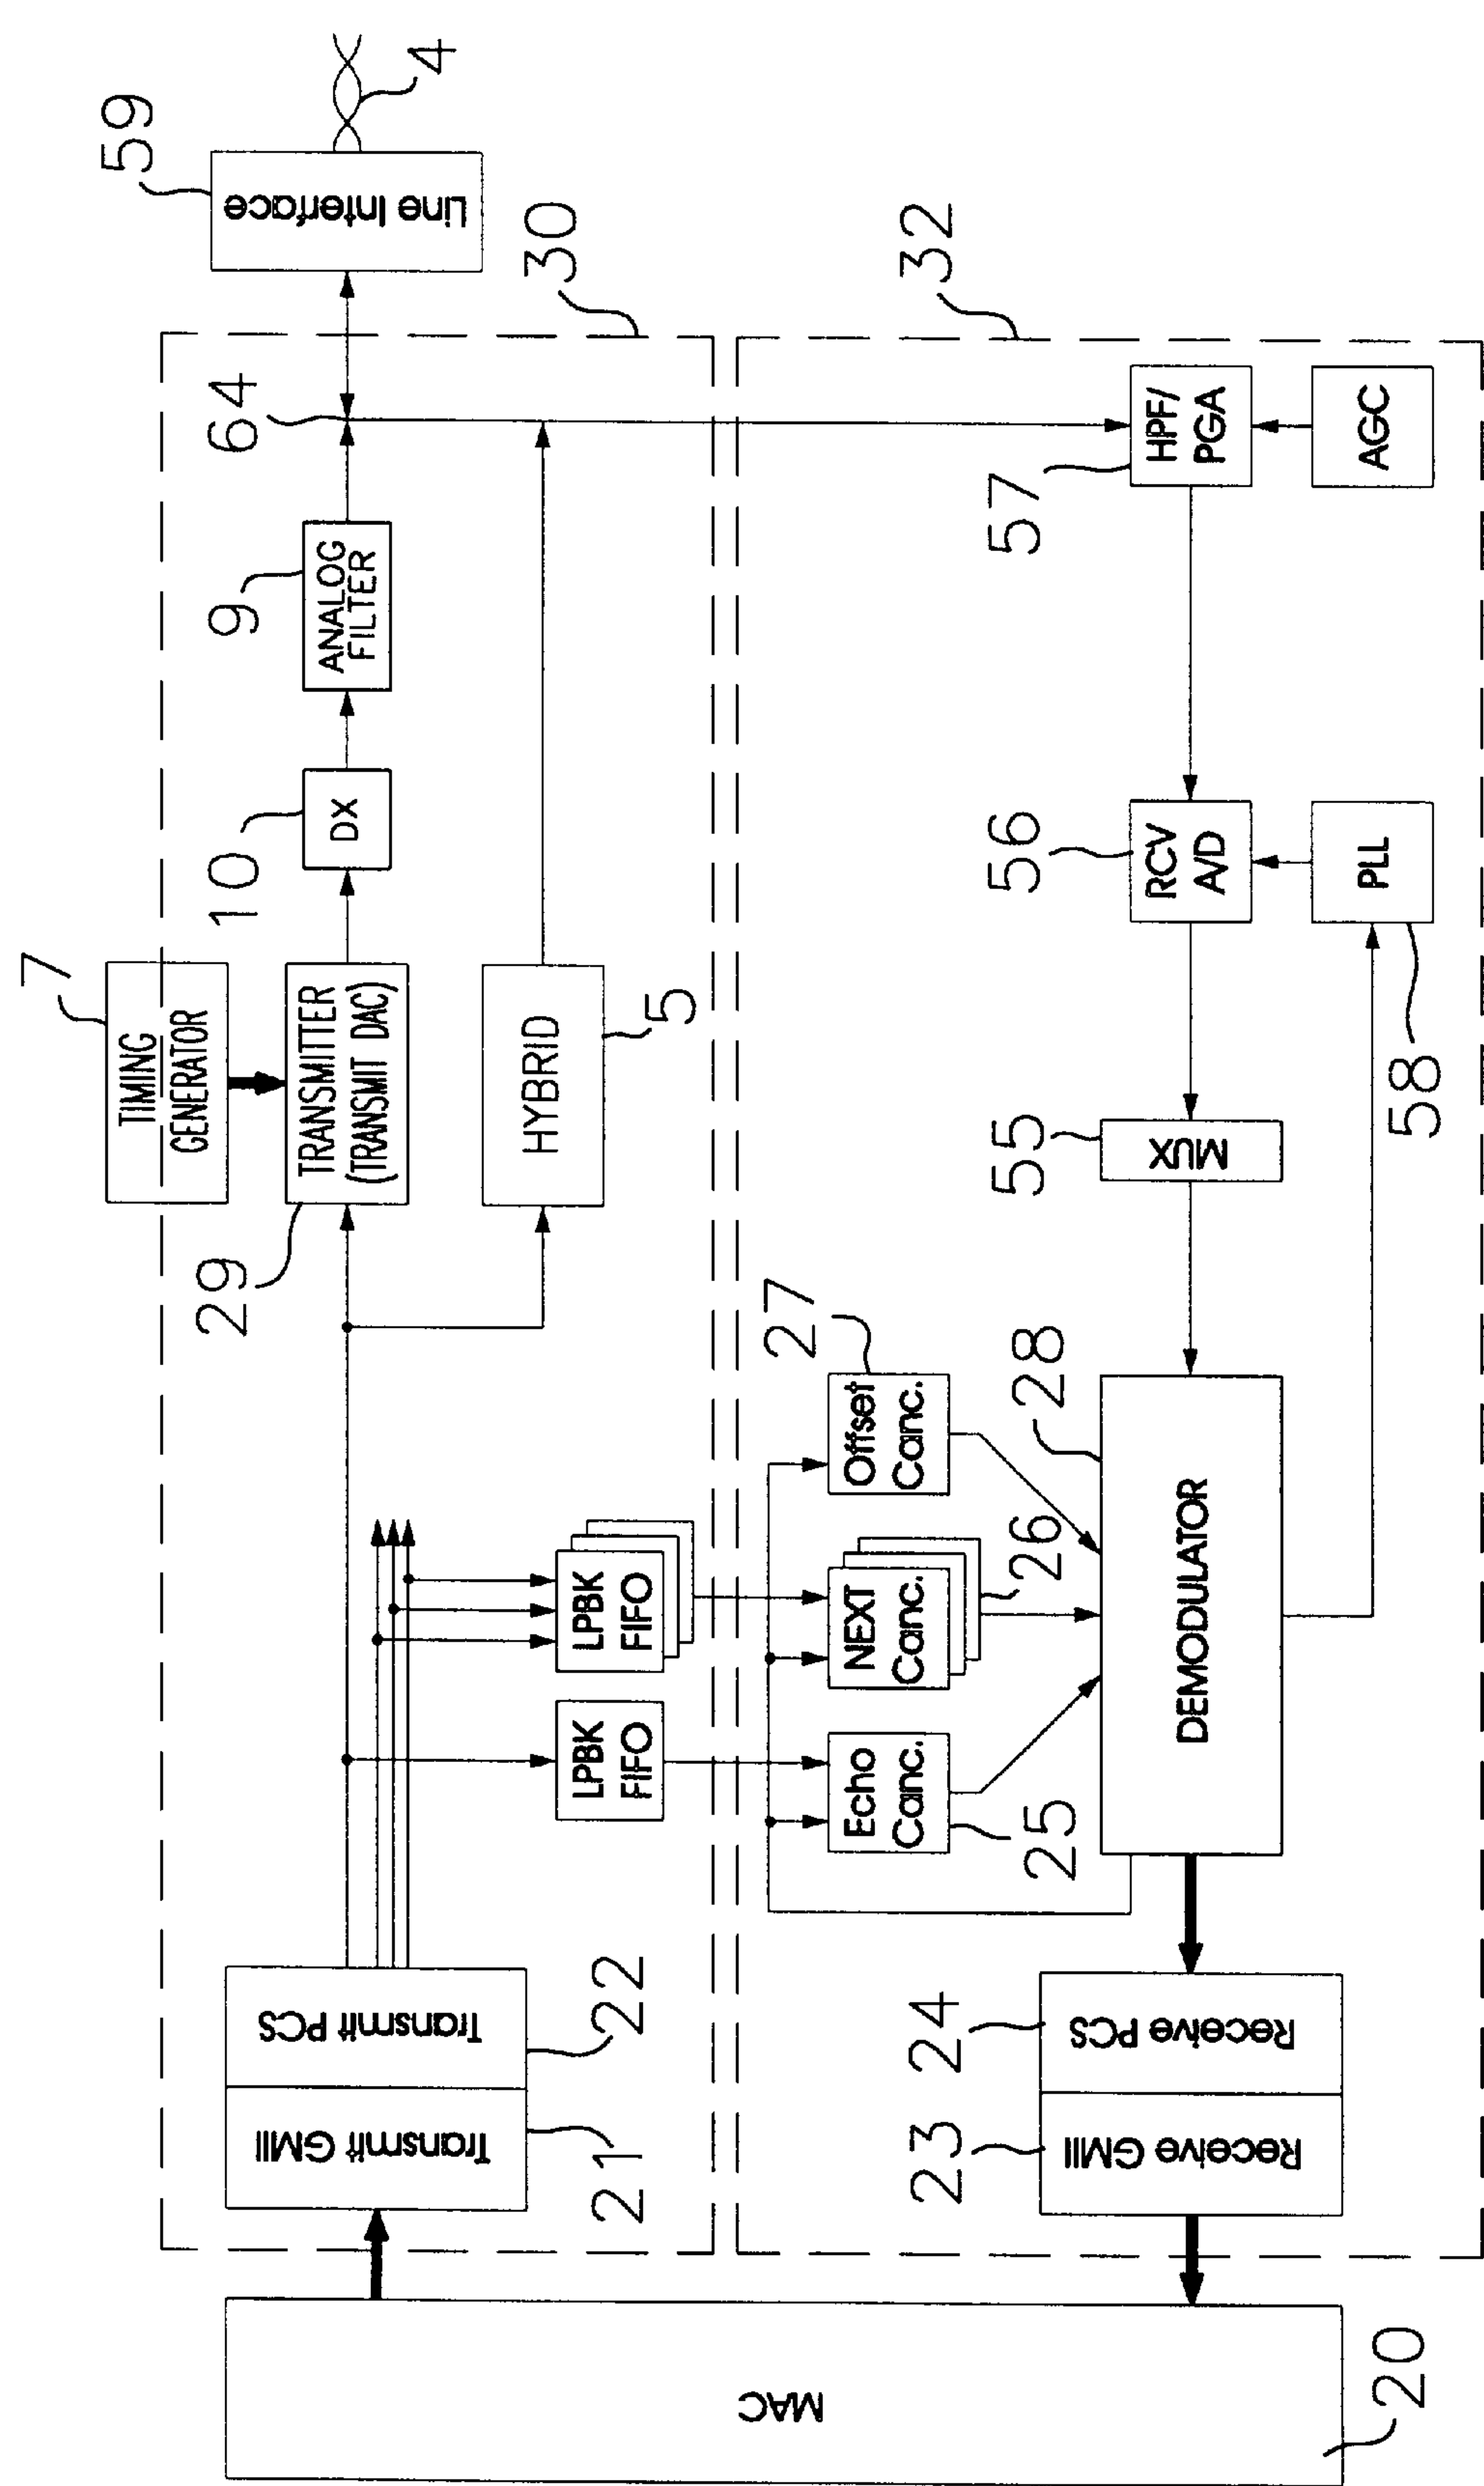 7
TIMING
GENERATOR
29
TRANSMITTER
(TRANSMIT DAC)
10
DX
9
ANALOG
FILTER
64
59
Line Interface
4
30
HYBRID
5
Transmit GMII
21
Transmit PCS
22
LPBK
FIFO
LPBK
FIFO
MAC
20
32
Echo
Canc.
25
NEXT
Canc.
26
Offset
Canc.
27
DEMODULATOR
28
55
MUX
56
RCV
A/D
PLL
58
57
HPF/
PGA
AGC
23
Receive GMII
24
Receive PCS